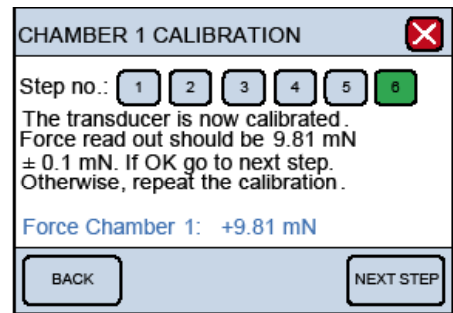 CHAMBER 1 CALIBRATION
Step no.: 1 2 3 4 5 6
The transducer is now calibrated.
Force read out should be 9.81 mN
± 0.1 mN. If OK go to next step.
Otherwise, repeat the calibration.
Force Chamber 1: +9.81 mN
BACK NEXT STEP